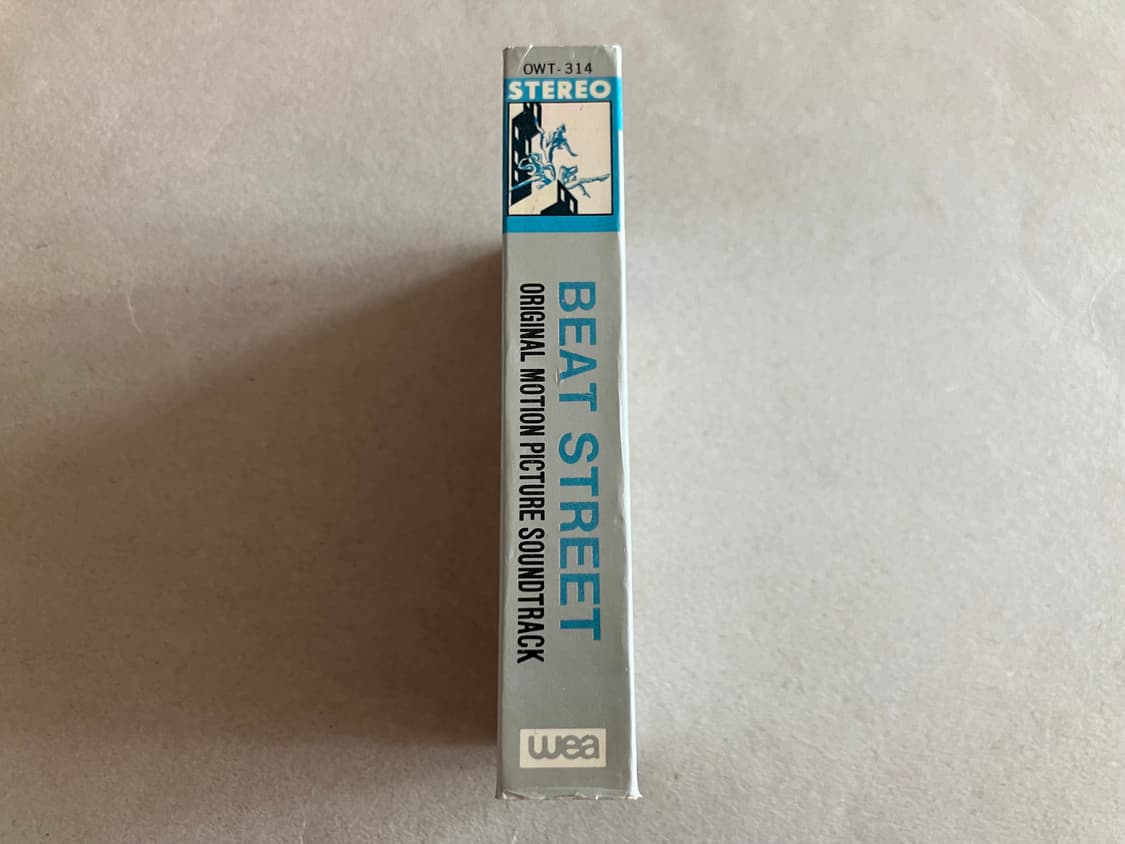 OWT-314
STEREO
BEAT STREET
ORIGINAL MOTION PICTURE SOUNDTRACK
wea